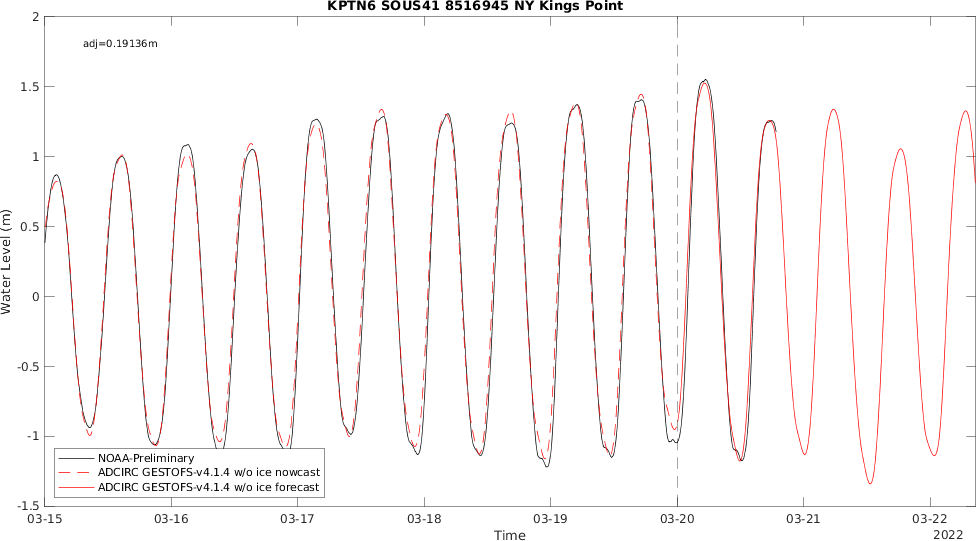 KPTN6 SOUS41 8516945 NY Kings Point
adj=0.19136m
2
1.5
1
0.5
0
-0.5
-1
-1.5
Water Level (m)
NOAA-Preliminary
ADCIRC GESTOFS-v4.1.4 w/o ice nowcast
ADCIRC GESTOFS-v4.1.4 w/o ice forecast
03-15 03-16 03-17 03-18 03-19 03-20 03-21 03-22
Time
2022